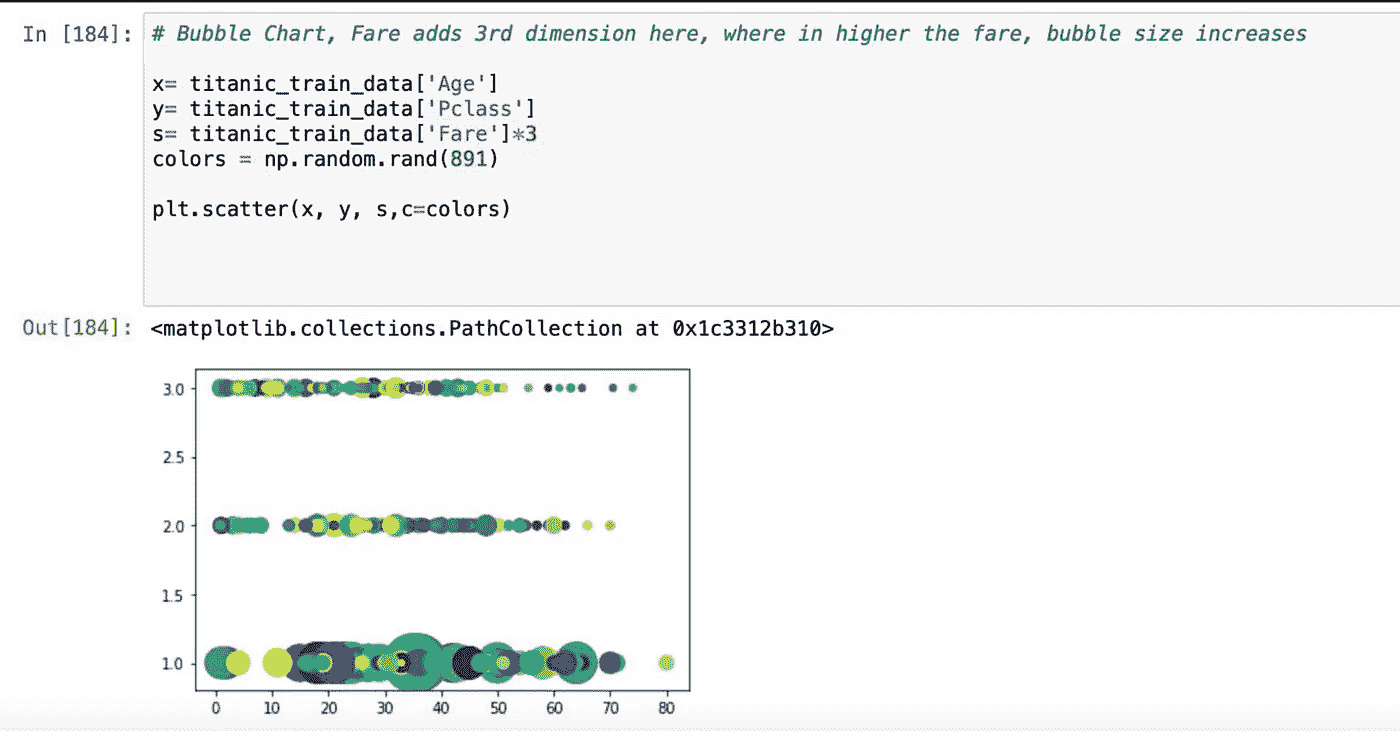 In [184]: # Bubble Chart, Fare adds 3rd dimension here, where in higher the fare, bubble size increases
x= titanic_train_data['Age']
y= titanic_train_data['Pclass']
s= titanic_train_data['Fare']*3
colors = np.random.rand(891)
plt.scatter(x, y, s,c=colors)
Out[184]: <matplotlib.collections.PathCollection at 0x1c3312b310>
3.0
2.5
2.0
1.5
1.0
0 10 20 30 40 50 60 70 80